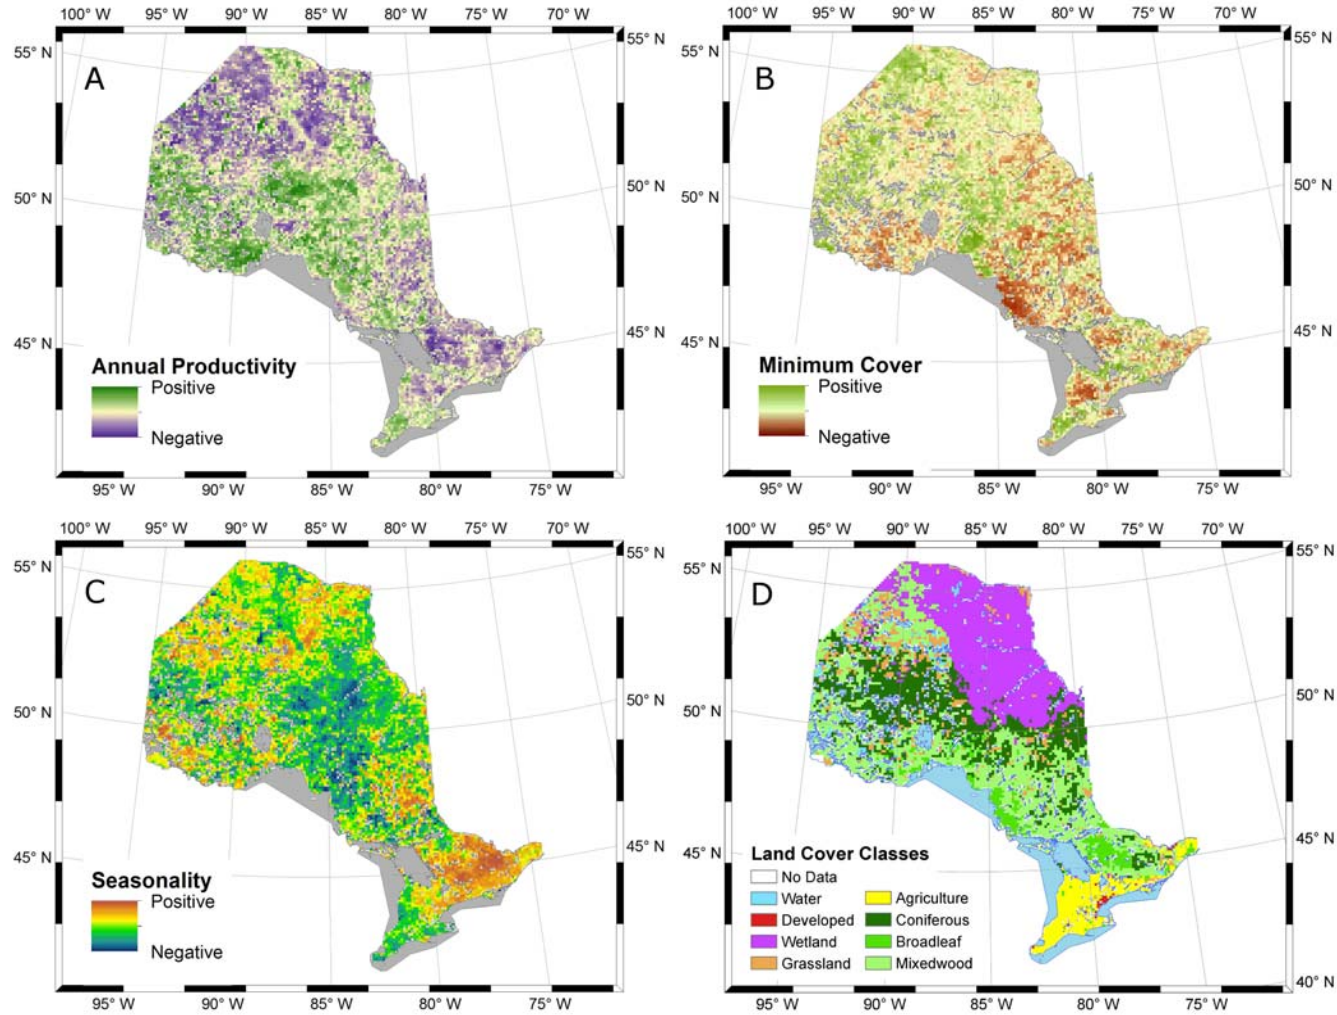 100° W 95° W 90° W 85° W 80° W 75° W 70° W
100° W 95° W 90° W 85° W 80° W 75° W 70° W
55° N 55° N
55° N 55° N
A
B
50° N 50° N
50° N 50° N
45° N 45° N
45° N 45° N
Annual Productivity
Positive
Negative
Minimum Cover
Positive
Negative
95° W 90° W 85° W 80° W 75° W
95° W 90° W 85° W 80° W 75° W
100° W 95° W 90° W 85° W 80° W 75° W 70° W
100° W 95° W 90° W 85° W 80° W 75° W 70° W
55° N 55° N
55° N 55° N
C
D
50° N 50° N
50° N 50° N
45° N 45° N
45° N 45° N
Seasonality
Positive
Negative
Land Cover Classes
No Data
Water
Developed
Wetland
Grassland
Agriculture
Coniferous
Broadleaf
Mixedwood
40° N
95° W 90° W 85° W 80° W 75° W
95° W 90° W 85° W 80° W 75° W